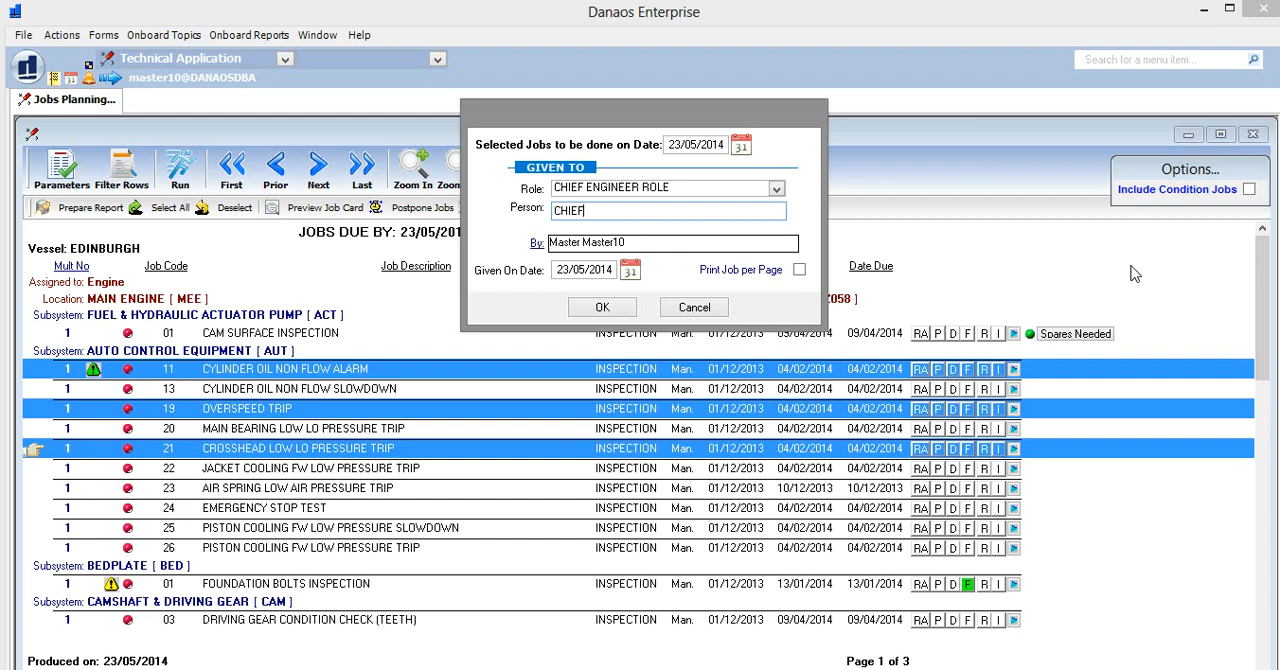 Danaos Enterprise
File Actions Forms Onboard Topics Onboard Reports Window Help
Technical Application
master10@DANAOSDBA
Search for a menu item...
Jobs Planning...
Parameters Filter Rows Run First Prior Next Last Zoom In Zoom
Options...
Include Condition Jobs
Prepare Report Select All Deselect Preview Job Card Postpone Jobs
Selected Jobs to be done on Date: 23/05/2014 31
GIVEN TO
Role: CHIEF ENGINEER ROLE
Person: CHIEF
By: Master Master10
Given On Date: 23/05/2014 31 Print Job per Page
OK Cancel
JOBS DUE BY: 23/05/201
Vessel: EDINBURGH
Mult No Job Code Job Description Date Due
Assigned to: Engine
Location: MAIN ENGINE [ MEE ] Z058 ]
Subsystem: FUEL & HYDRAULIC ACTUATOR PUMP [ ACT ]
1 01 CAM SURFACE INSPECTION INSPECTION Man. 01/12/2013 09/04/2014 09/04/2014 RA P D F R I Spares Needed
Subsystem: AUTO CONTROL EQUIPMENT [ AUT ]
1 11 CYLINDER OIL NON FLOW ALARM INSPECTION Man. 01/12/2013 04/02/2014 04/02/2014 RA P D F R I
1 13 CYLINDER OIL NON FLOW SLOWDOWN INSPECTION Man. 01/12/2013 04/02/2014 04/02/2014 RA P D F R I
1 19 OVERSPEED TRIP INSPECTION Man. 01/12/2013 04/02/2014 04/02/2014 RA P D F R I
1 20 MAIN BEARING LOW LO PRESSURE TRIP INSPECTION Man. 01/12/2013 04/02/2014 04/02/2014 RA P D F R I
1 21 CROSSHEAD LOW LO PRESSURE TRIP INSPECTION Man. 01/12/2013 04/02/2014 04/02/2014 RA P D F R I
1 22 JACKET COOLING FW LOW PRESSURE TRIP INSPECTION Man. 01/12/2013 04/02/2014 04/02/2014 RA P D F R I
1 23 AIR SPRING LOW AIR PRESSURE TRIP INSPECTION Man. 01/12/2013 10/12/2013 10/12/2013 RA P D F R I
1 24 EMERGENCY STOP TEST INSPECTION Man. 01/12/2013 04/02/2014 04/02/2014 RA P D F R I
1 25 PISTON COOLING FW LOW PRESSURE SLOWDOWN INSPECTION Man. 01/12/2013 04/02/2014 04/02/2014 RA P D F R I
1 26 PISTON COOLING FW LOW PRESSURE TRIP INSPECTION Man. 01/12/2013 04/02/2014 04/02/2014 RA P D F R I
Subsystem: BEDPLATE [ BED ]
1 01 FOUNDATION BOLTS INSPECTION INSPECTION Man. 01/12/2013 13/01/2014 13/01/2014 RA P D F R I
Subsystem: CAMSHAFT & DRIVING GEAR [ CAM ]
1 03 DRIVING GEAR CONDITION CHECK (TEETH) INSPECTION Man. 01/12/2013 09/04/2014 09/04/2014 RA P D F R I
Produced on: 23/05/2014 Page 1 of 3